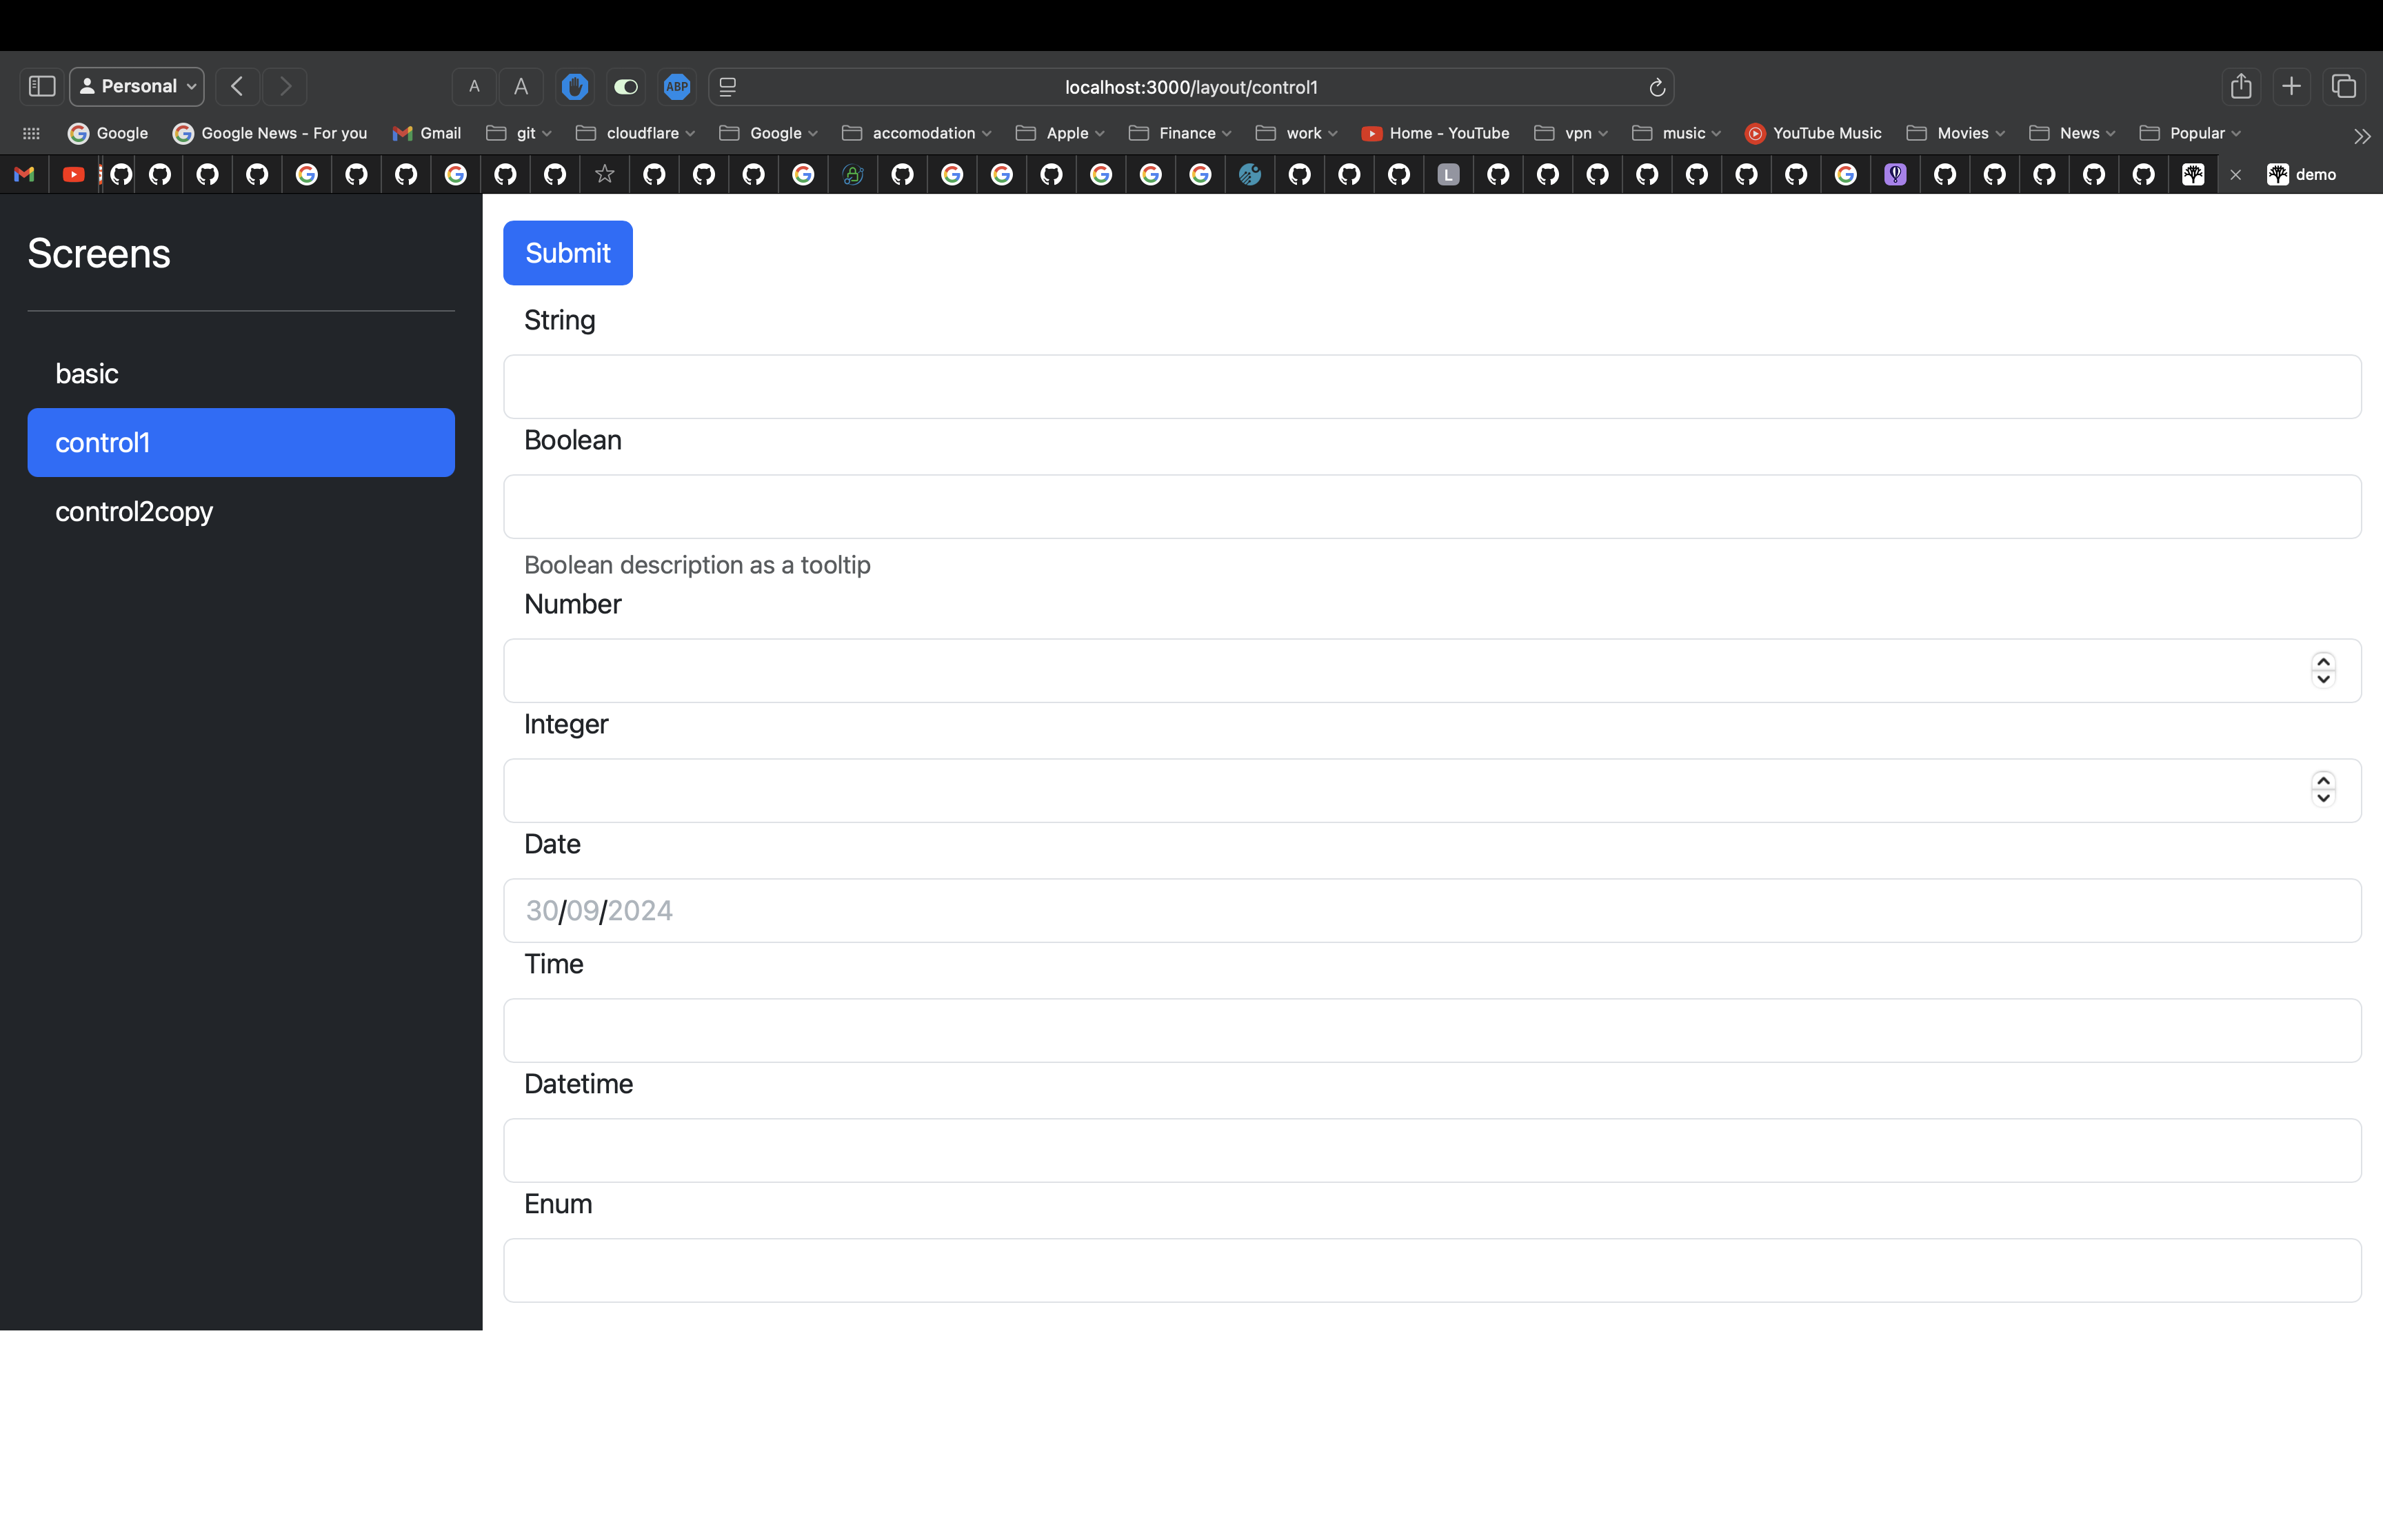 Personal
A A ABP localhost:3000/layout/control1
Google Google News - For you Gmail git cloudflare Google accomodation Apple Finance work Home - YouTube vpn music YouTube Music Movies News Popular
L demo
Screens
basic
control1
control2copy
Submit
String
Boolean
Boolean description as a tooltip
Number
Integer
Date
30/09/2024
Time
Datetime
Enum